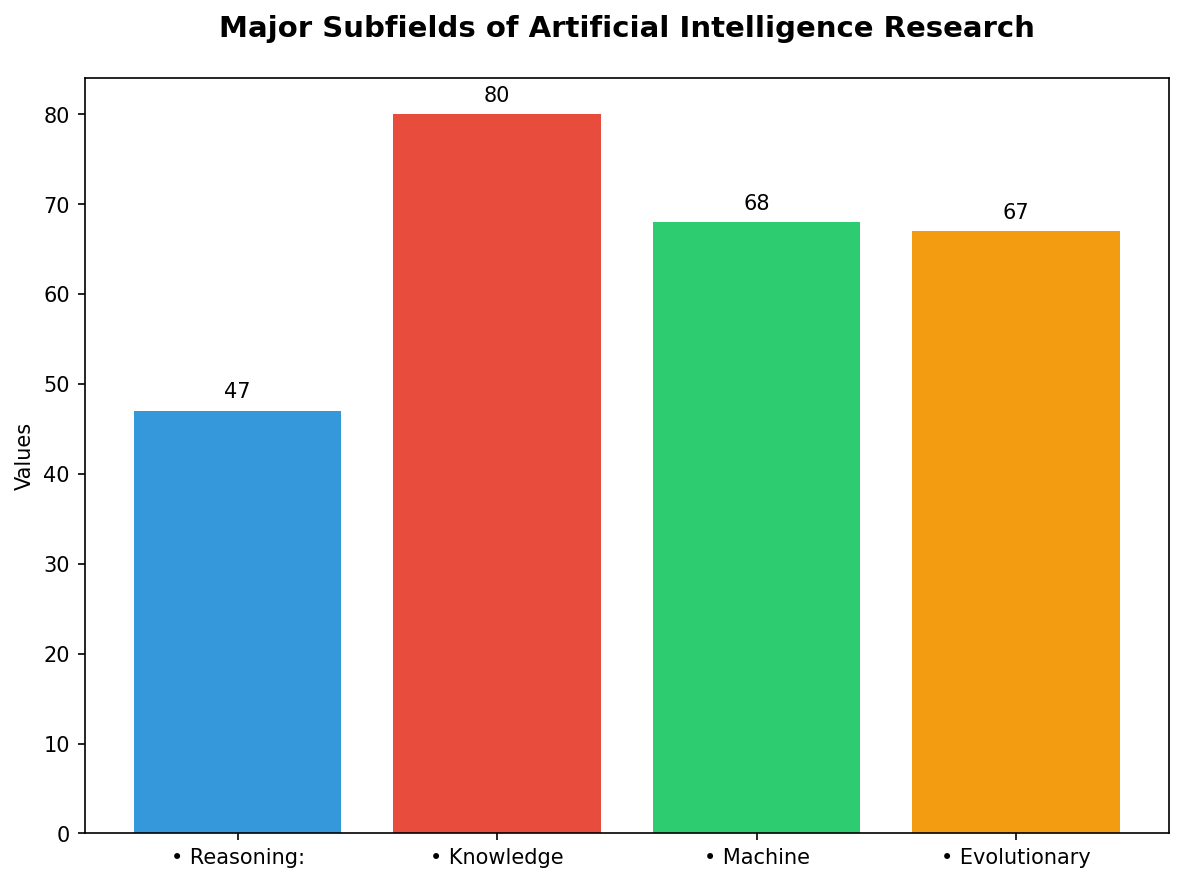 Major Subfields of Artificial Intelligence Research
80
70
60
50
40
30
20
10
0
Values
47
80
68
67
• Reasoning:
• Knowledge
• Machine
• Evolutionary